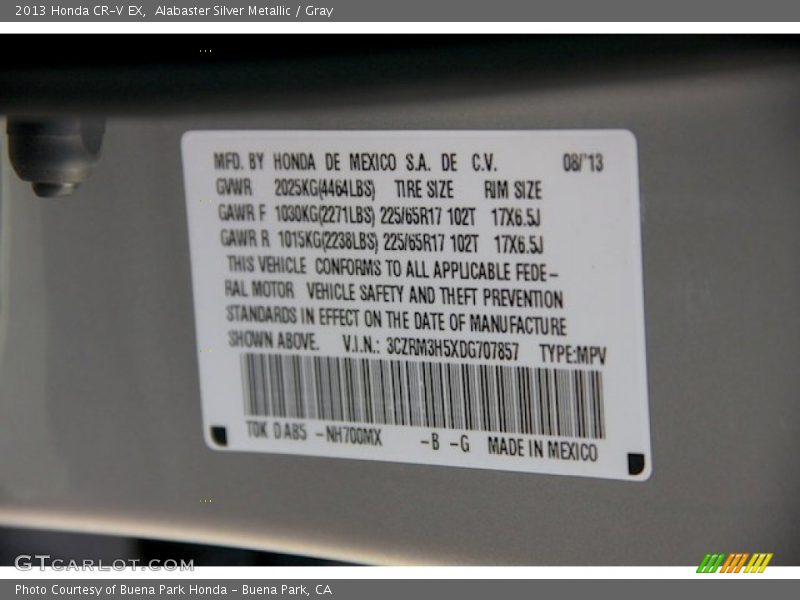 2013 Honda CR-V EX, Alabaster Silver Metallic / Gray
MFD. BY HONDA DE MEXICO S.A. DE C.V. 08/'13
GVWR 2025KG(4464LBS) TIRE SIZE RIM SIZE
GAWR F 1030KG(2271LBS) 225/65R17 102T 17X6.5J
GAWR R 1015KG(2238LBS) 225/65R17 102T 17X6.5J
THIS VEHICLE CONFORMS TO ALL APPLICABLE FEDE-
RAL MOTOR VEHICLE SAFETY AND THEFT PREVENTION
STANDARDS IN EFFECT ON THE DATE OF MANUFACTURE
SHOWN ABOVE. V.I.N.: 3CZRM3H5XDG707857 TYPE:MPV
T0K D AB5 -NH700MX -B -G MADE IN MEXICO
GTCARLOT.COM
Photo Courtesy of Buena Park Honda - Buena Park, CA